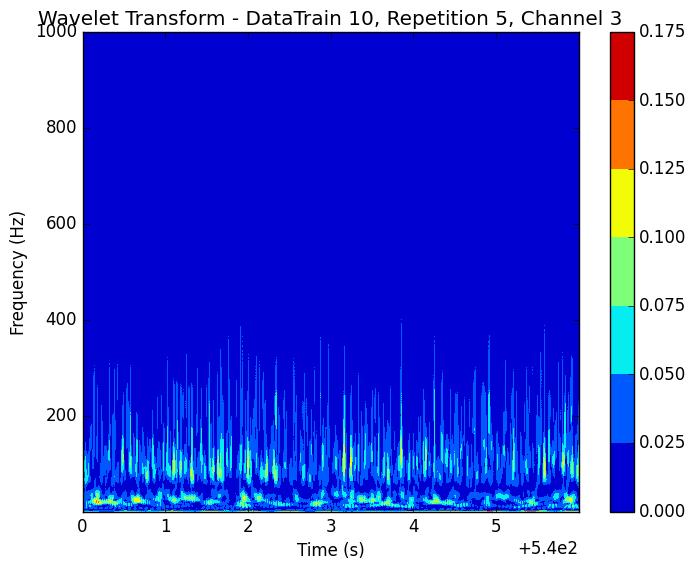 Wavelet Transform - DataTrain 10, Repetition 5, Channel 3
1000
800
600
400
200
Frequency (Hz)
0 1 2 3 4 5
Time (s)
+5.4e2
0.175
0.150
0.125
0.100
0.075
0.050
0.025
0.000